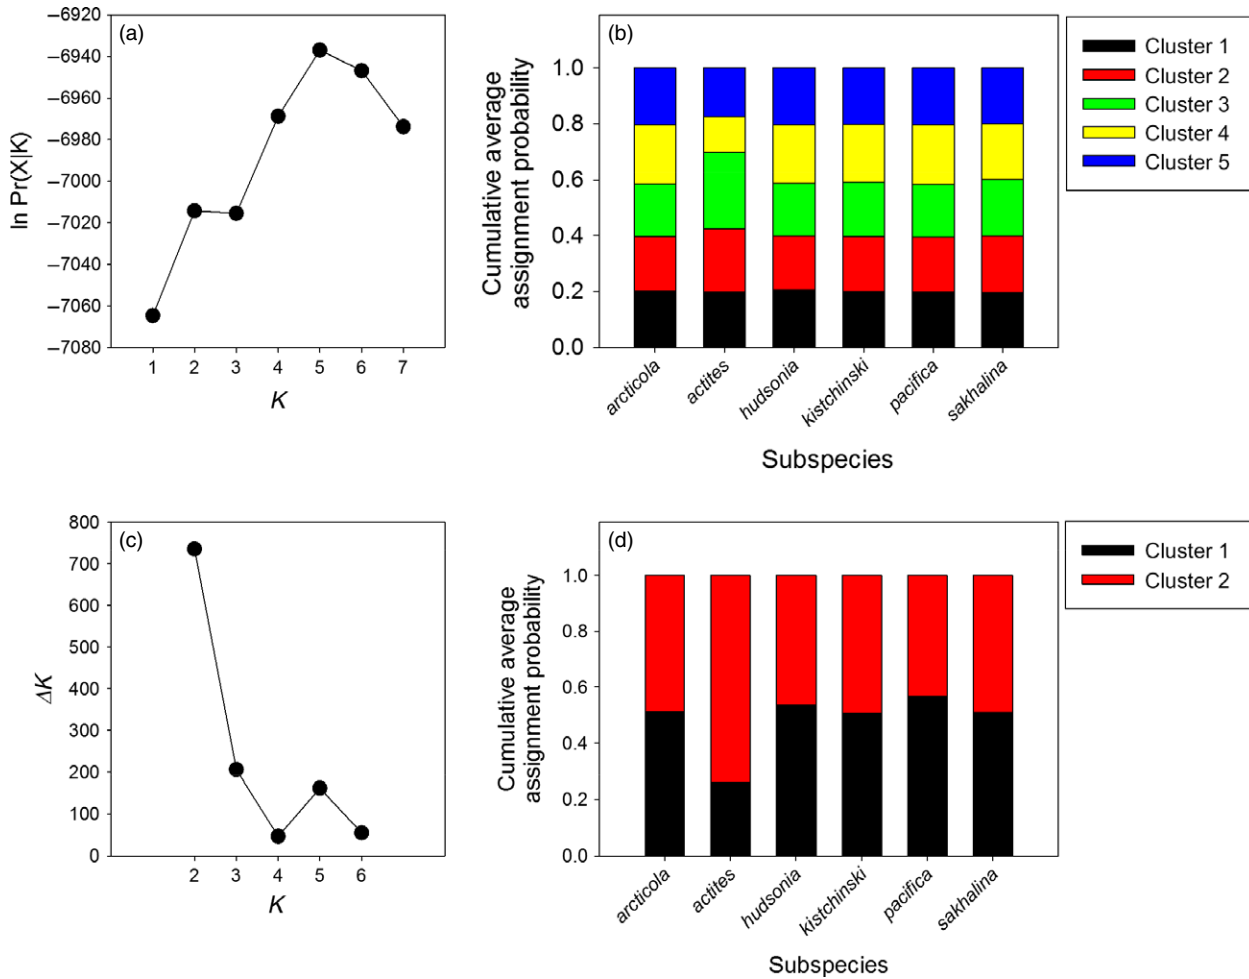 (a)
–6920
–6940
–6960
–6980
–7000
–7020
–7040
–7060
–7080
ln Pr(X|K)
1 2 3 4 5 6 7
K
(b)
1.0
0.8
0.6
0.4
0.2
0.0
Cumulative average
assignment probability
arcticola
actites
hudsonia
kistchinski
pacifica
sakhalina
Subspecies
Cluster 1
Cluster 2
Cluster 3
Cluster 4
Cluster 5
(c)
800
700
600
500
400
300
200
100
0
ΔK
2 3 4 5 6
K
(d)
1.0
0.8
0.6
0.4
0.2
0.0
Cumulative average
assignment probability
arcticola
actites
hudsonia
kistchinski
pacifica
sakhalina
Subspecies
Cluster 1
Cluster 2